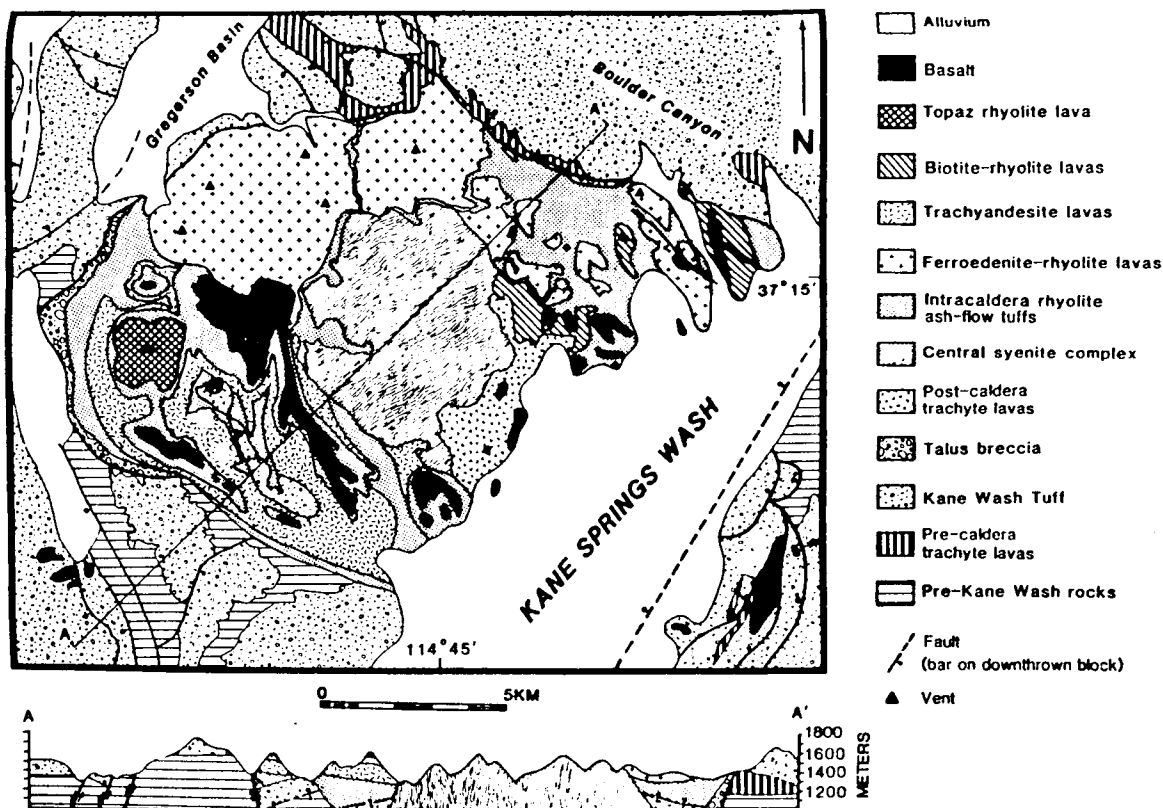 Gregerson Basin
Boulder Canyon
A'
N
37°15'
KANE SPRINGS WASH
A
114°45'
Alluvium
Basalt
Topaz rhyolite lava
Biotite-rhyolite lavas
Trachyandesite lavas
Ferroedenite-rhyolite lavas
Intracaldera rhyolite
ash-flow tuffs
Central syenite complex
Post-caldera
trachyte lavas
Talus breccia
Kane Wash Tuff
Pre-caldera
trachyte lavas
Pre-Kane Wash rocks
Fault
(bar on downthrown block)
Vent
0 5KM
A A'
1800
1600
1400
1200
METERS